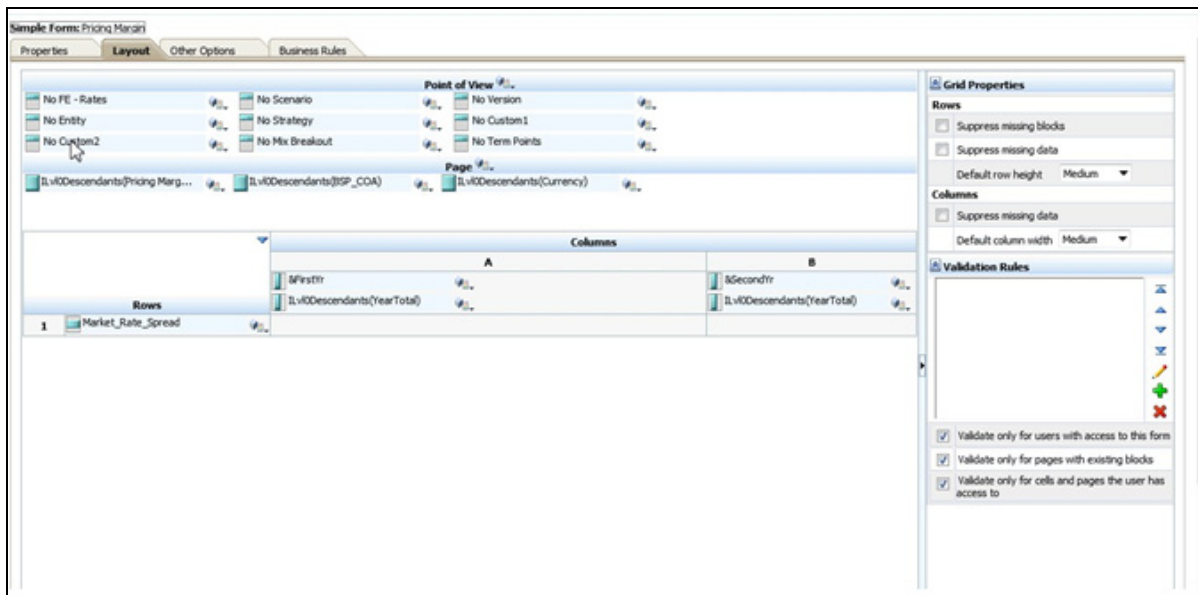 Simple Form: Pricing Margin
Properties Layout Other Options Business Rules
Point of View
No FE - Rates No Scenario No Version
No Entity No Strategy No Custom1
No Custom2 No Mix Breakout No Term Points
Page
ILvl0Descendants(Pricing Marg... ILvl0Descendants(BSP_COA) ILvl0Descendants(Currency)
Columns
A B
&FirstYr &SecondYr
Rows ILvl0Descendants(YearTotal) ILvl0Descendants(YearTotal)
1 Market_Rate_Spread
Grid Properties
Rows
Suppress missing blocks
Suppress missing data
Default row height Medium
Columns
Suppress missing data
Default column width Medium
Validation Rules
Validate only for users with access to this form
Validate only for pages with existing blocks
Validate only for cells and pages the user has
access to